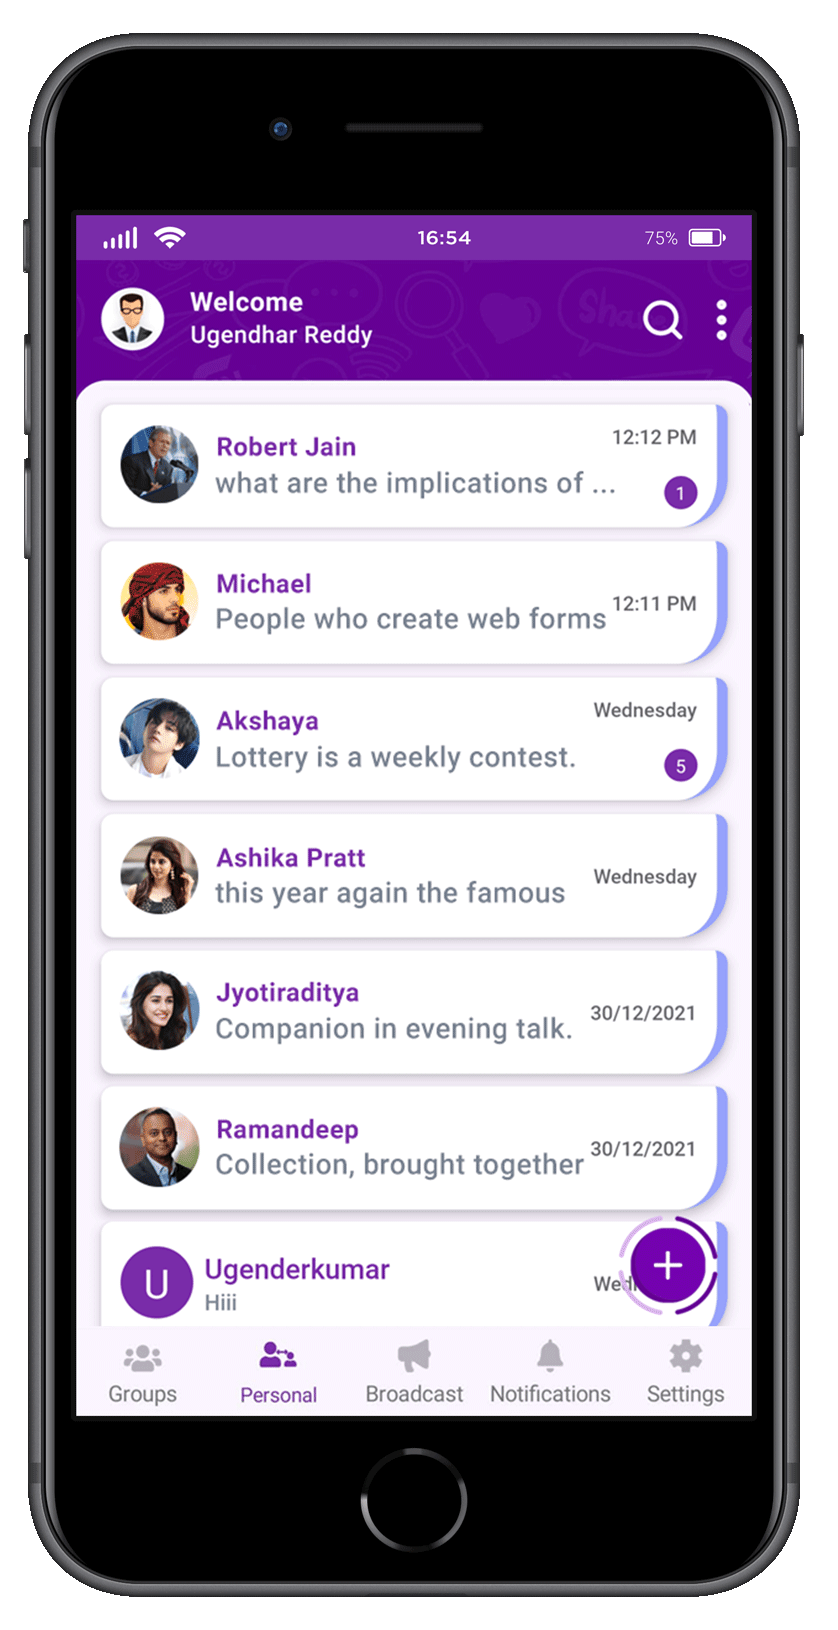 16:54
75%
Welcome
Ugendhar Reddy
Robert Jain
12:12 PM
what are the implications of ...
1
Michael
People who create web forms
12:11 PM
Akshaya
Wednesday
Lottery is a weekly contest.
5
Ashika Pratt
this year again the famous
Wednesday
Jyotiraditya
Companion in evening talk.
30/12/2021
Ramandeep
Collection, brought together
30/12/2021
U
Ugenderkumar
Hiii
Groups
Personal
Broadcast
Notifications
Settings